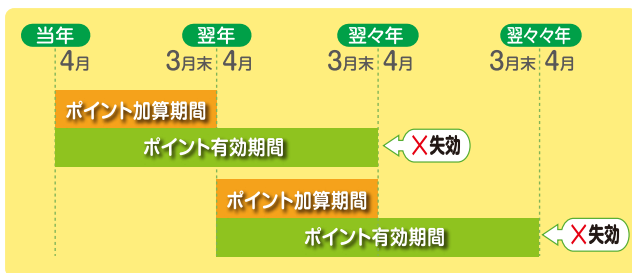 当年 翌年 翌々年 翌々々年
4月 3月末 4月 3月末 4月 3月末 4月
ポイント加算期間
ポイント有効期間 ×失効
ポイント加算期間
ポイント有効期間 ×失効